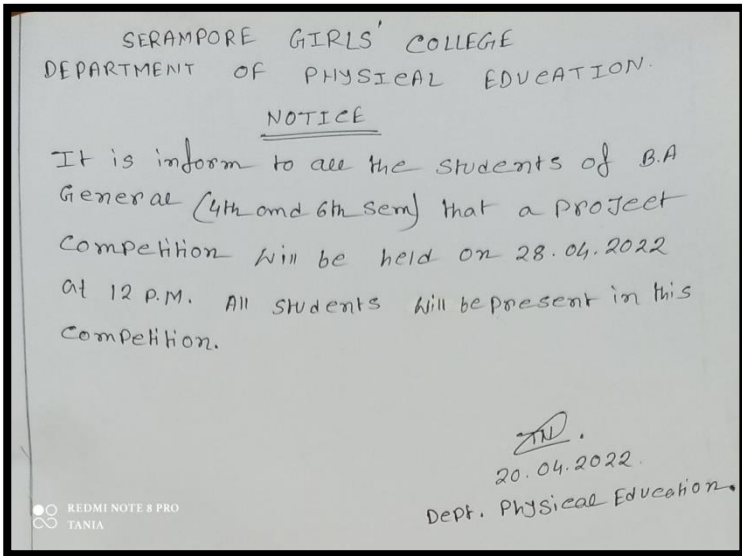 SERAMPORE GIRLS' COLLEGE
DEPARTMENT OF PHYSICAL EDUCATION.
NOTICE
It is inform to all the students of B.A
General (4th and 6th Sem) that a PROJect
Competition will be held on 28.04.2022
at 12 P.M. All students will be present in this
Competition.
TND.
20.04.2022
Dept. Physical Education.
REDMI NOTE 8 PRO
TANIA